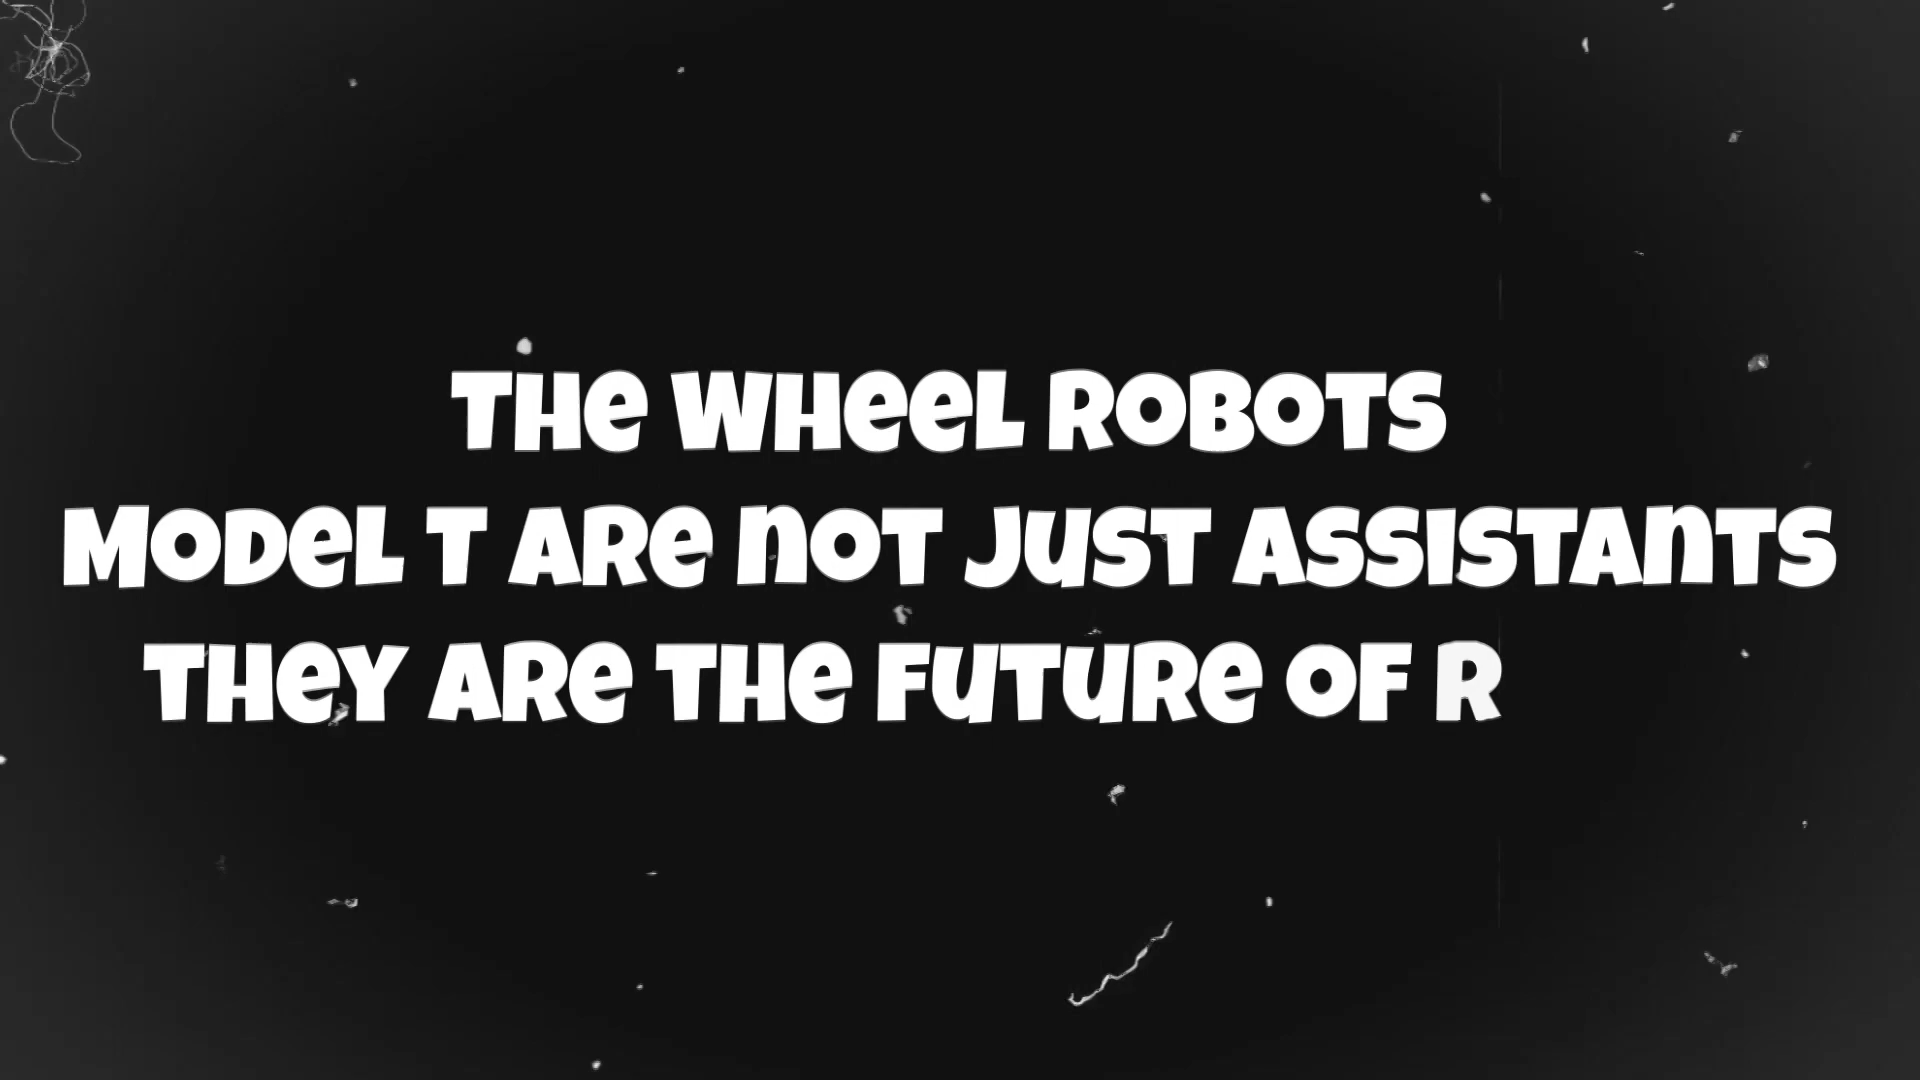 THE WHEEL ROBOTS
MODEL T ARE NOT JUST ASSISTANTS
THEY ARE THE FUTURE OF R